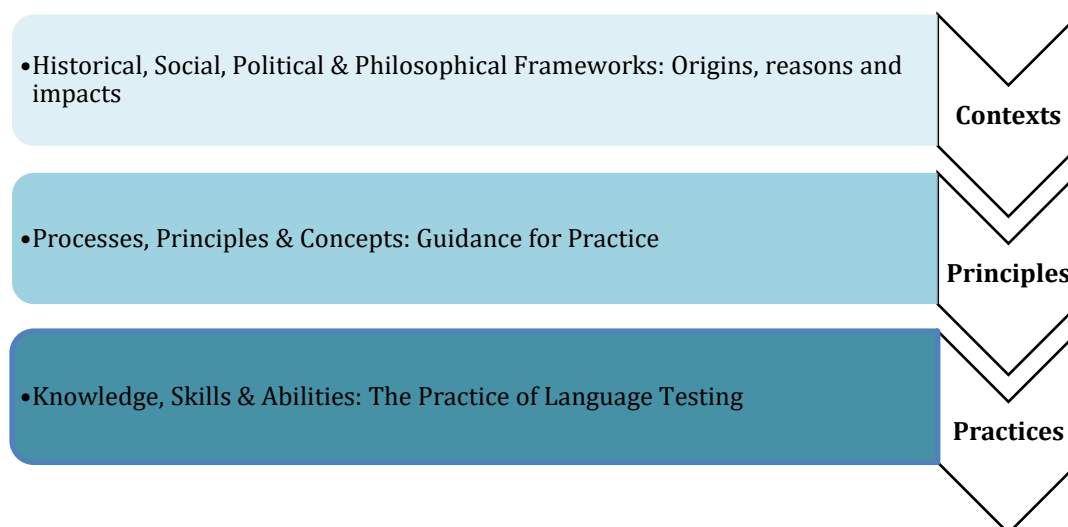 •Historical, Social, Political & Philosophical Frameworks: Origins, reasons and
impacts
Contexts
•Processes, Principles & Concepts: Guidance for Practice
Principles
•Knowledge, Skills & Abilities: The Practice of Language Testing
Practices